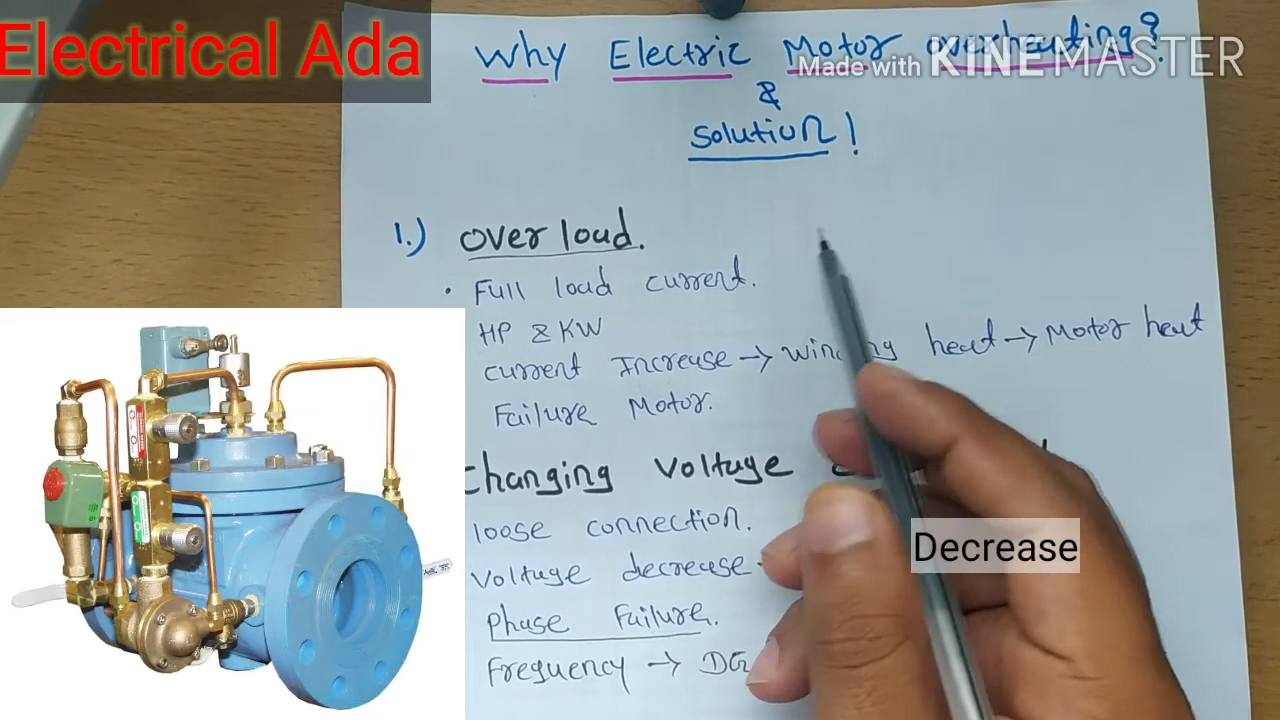 Electrical Ada
Why Electric Motor overheating?
Made with KINEMASTER
&
solution!
1.) over load.
• Full load current.
HP & KW
current Increase → winding heat → Motor heat
Failure Motor.
changing voltage
loose connection.
Decrease
voltage decrease
Phase Failure.
Frequency → DG